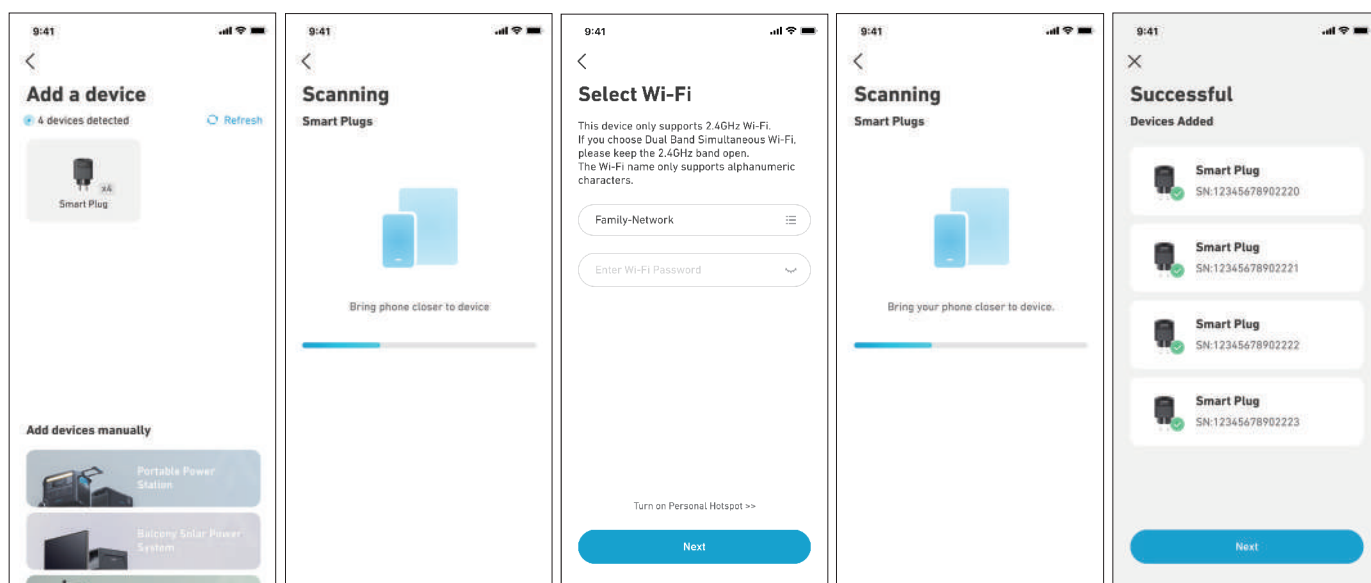 9:41
Add a device
4 devices detected
Refresh
x4
Smart Plug
Add devices manually
Portable Power
Station
Balcony Solar Power
System
9:41
Scanning
Smart Plugs
Bring phone closer to device
9:41
Select Wi-Fi
This device only supports 2.4GHz Wi-Fi.
If you choose Dual Band Simultaneous Wi-Fi,
please keep the 2.4GHz band open.
The Wi-Fi name only supports alphanumeric
characters.
Family-Network
Enter Wi-Fi Password
Turn on Personal Hotspot >>
Next
9:41
Scanning
Smart Plugs
Bring your phone closer to device.
9:41
Successful
Devices Added
Smart Plug
SN:12345678902220
Smart Plug
SN:12345678902221
Smart Plug
SN:12345678902222
Smart Plug
SN:12345678902223
Next